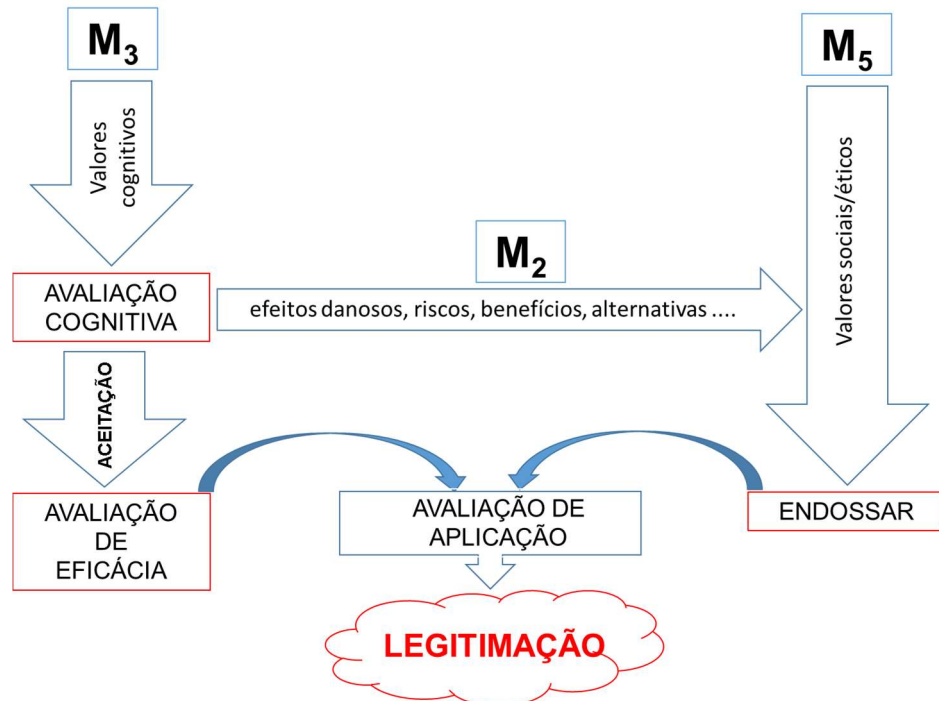 M3
Valores
cognitivos
AVALIAÇÃO
COGNITIVA
ACEITAÇÃO
AVALIAÇÃO
DE
EFICÁCIA
M2
efeitos danosos, riscos, benefícios, alternativas ....
M5
Valores sociais/éticos
ENDOSSAR
AVALIAÇÃO DE
APLICAÇÃO
LEGITIMAÇÃO